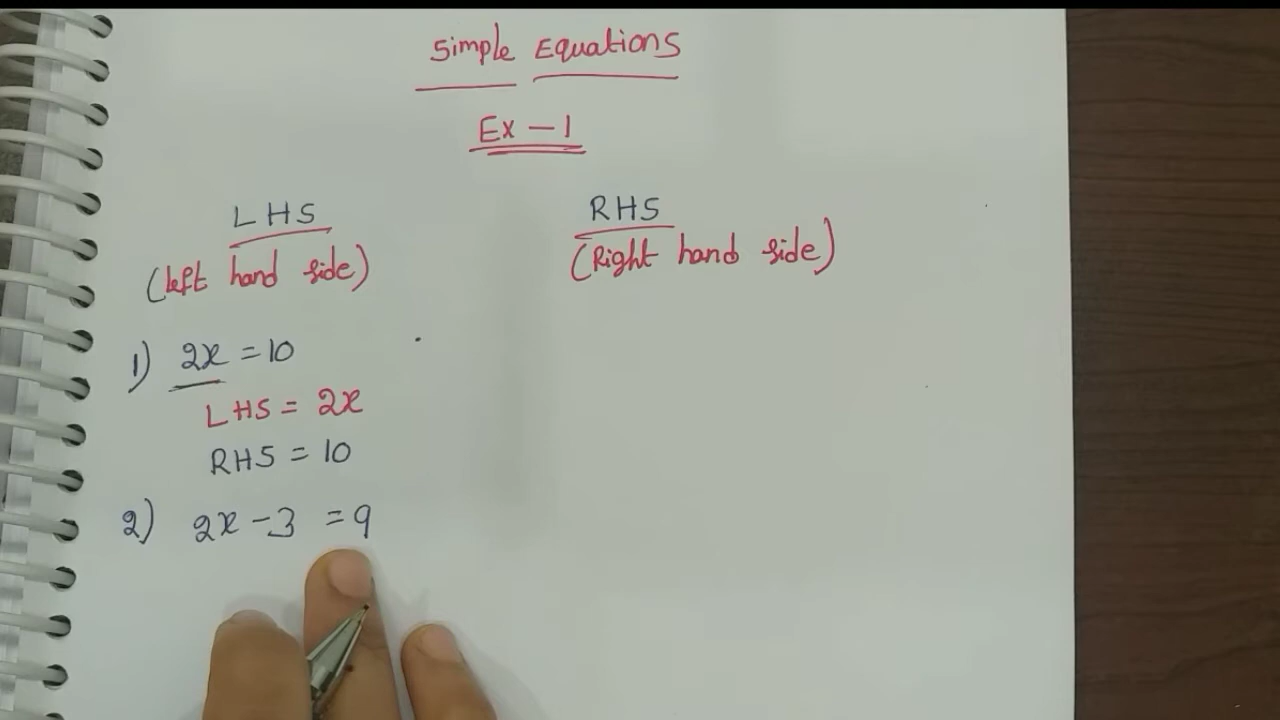 Simple Equations
Ex - 1
LHS
RHS
(left hand side)
(Right hand side)
1) 2x = 10
LHS = 2x
RHS = 10
2) 2x - 3 = 9